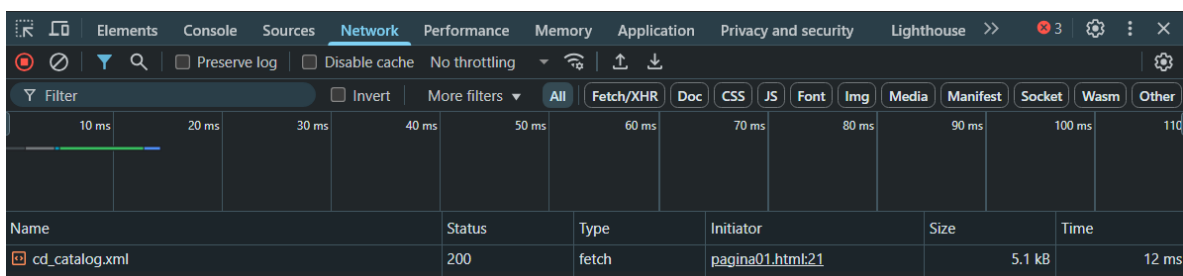 Elements Console Sources Network Performance Memory Application Privacy and security Lighthouse >> 3
Preserve log Disable cache No throttling
Filter Invert More filters All Fetch/XHR Doc CSS JS Font Img Media Manifest Socket Wasm Other
10 ms 20 ms 30 ms 40 ms 50 ms 60 ms 70 ms 80 ms 90 ms 100 ms 110
Name Status Type Initiator Size Time
cd_catalog.xml 200 fetch pagina01.html:21 5.1 kB 12 ms